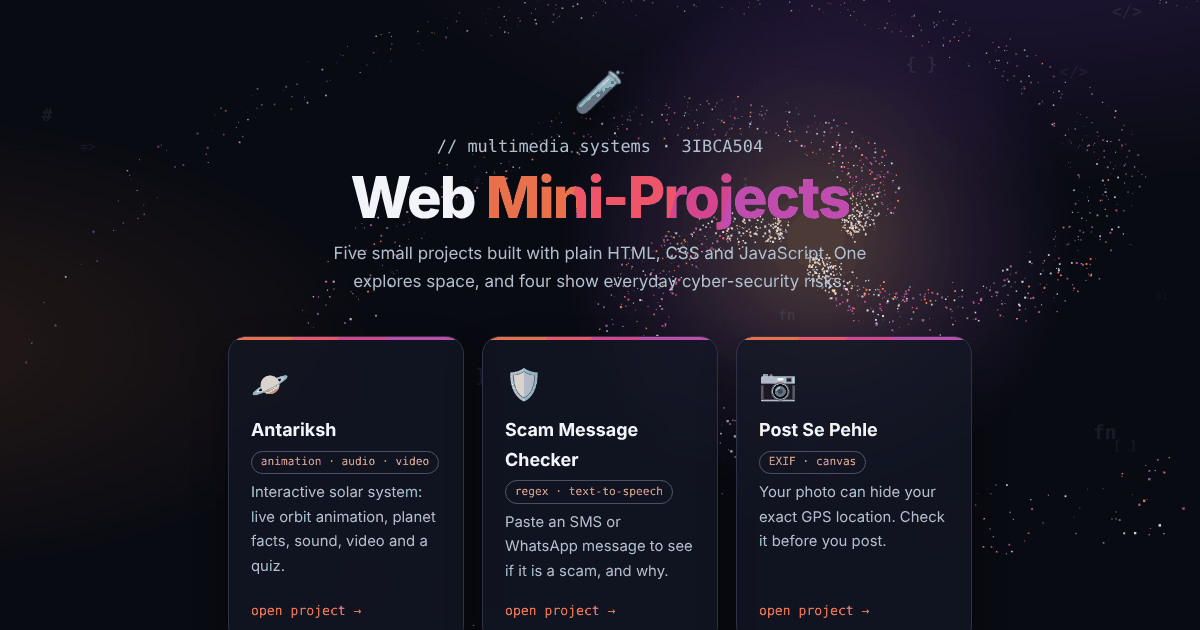 </>
{ }
</>
#
=>
// multimedia systems · 3IBCA504
Web Mini-Projects
Five small projects built with plain HTML, CSS and JavaScript. One
explores space, and four show everyday cyber-security risks.
fn
Antariksh
animation · audio · video
Interactive solar system:
live orbit animation, planet
facts, sound, video and a
quiz.
open project →
Scam Message
Checker
regex · text-to-speech
Paste an SMS or
WhatsApp message to see
if it is a scam, and why.
open project →
Post Se Pehle
EXIF · canvas
Your photo can hide your
exact GPS location. Check
it before you post.
open project →
fn
[ ]